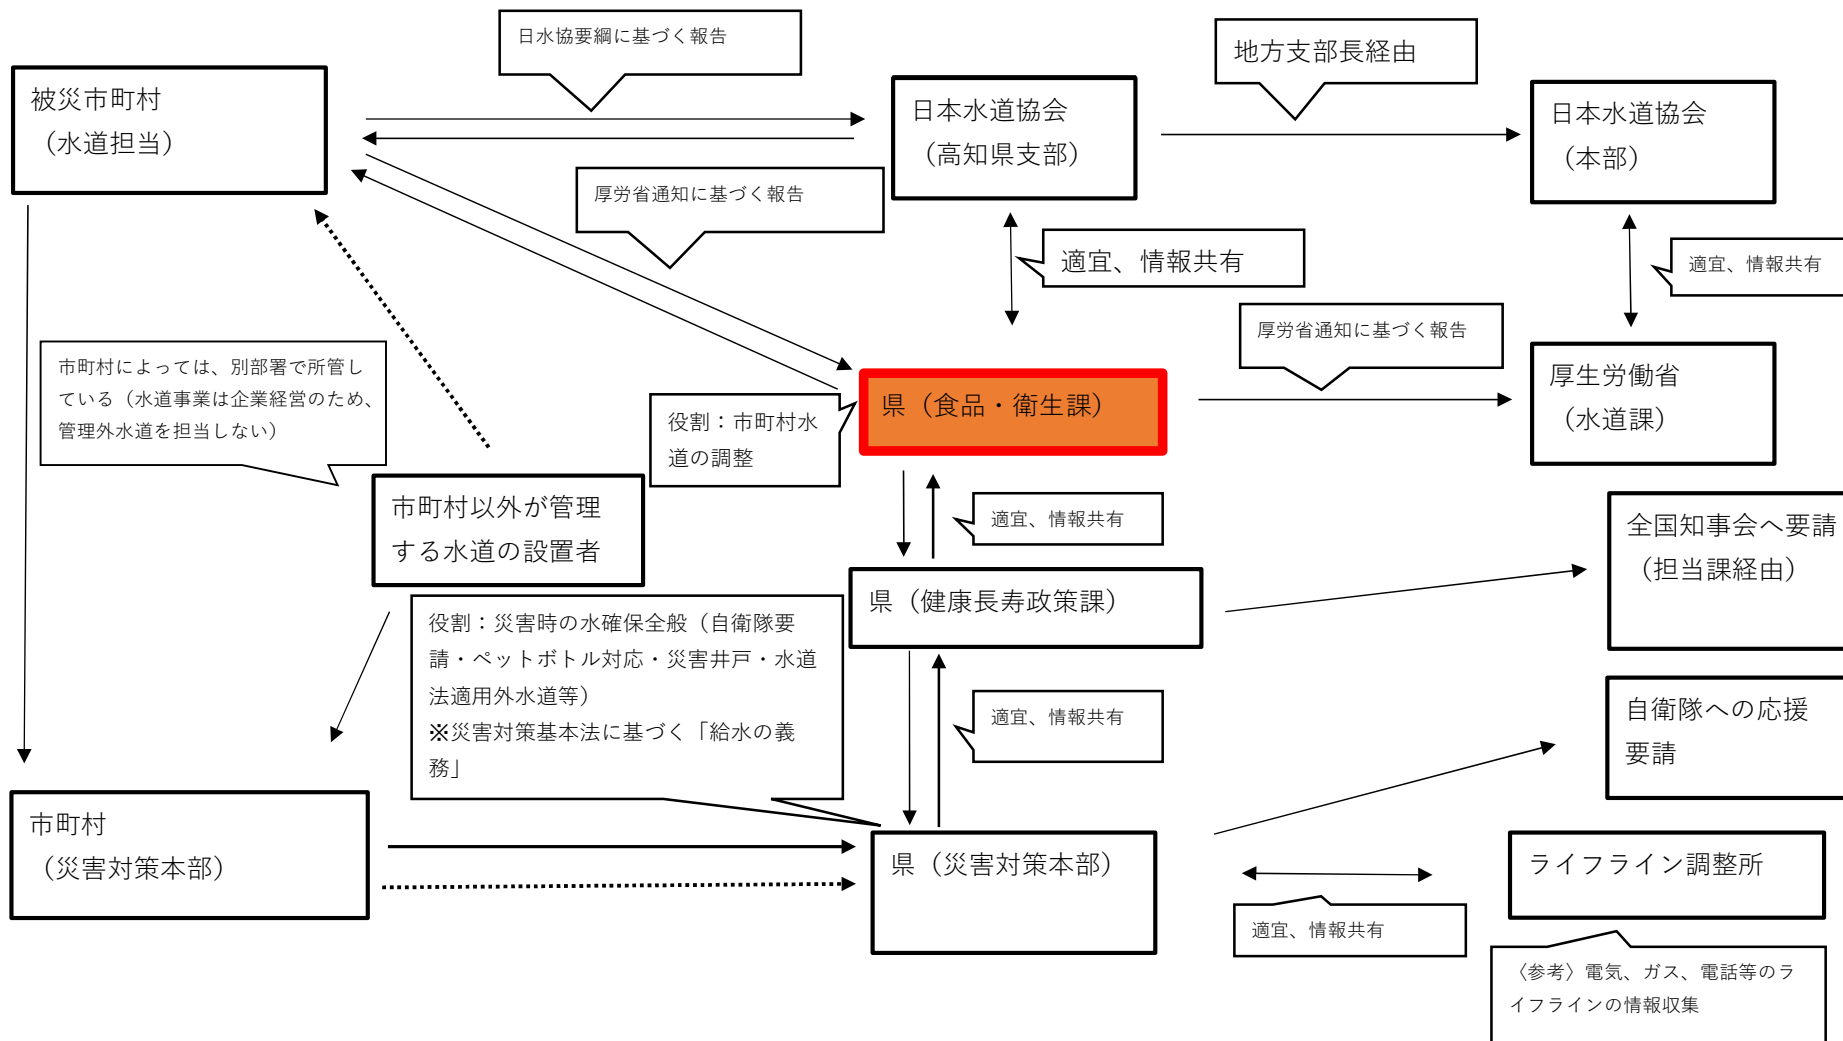 日水協要綱に基づく報告
地方支部長経由
被災市町村
（水道担当）
日本水道協会
（高知県支部）
日本水道協会
（本部）
厚労省通知に基づく報告
適宜、情報共有
適宜、情報共有
厚労省通知に基づく報告
市町村によっては、別部署で所管し
ている（水道事業は企業経営のため、
管理外水道を担当しない）
役割：市町村水
道の調整
県（食品・衛生課）
厚生労働省
（水道課）
市町村以外が管理
する水道の設置者
適宜、情報共有
全国知事会へ要請
（担当課経由）
役割：災害時の水確保全般（自衛隊要
請・ペットボトル対応・災害井戸・水道
法適用外水道等）
※災害対策基本法に基づく「給水の義
務」
県（健康長寿政策課）
適宜、情報共有
自衛隊への応援
要請
市町村
（災害対策本部）
県（災害対策本部）
ライフライン調整所
適宜、情報共有
〈参考〉電気、ガス、電話等のラ
イフラインの情報収集